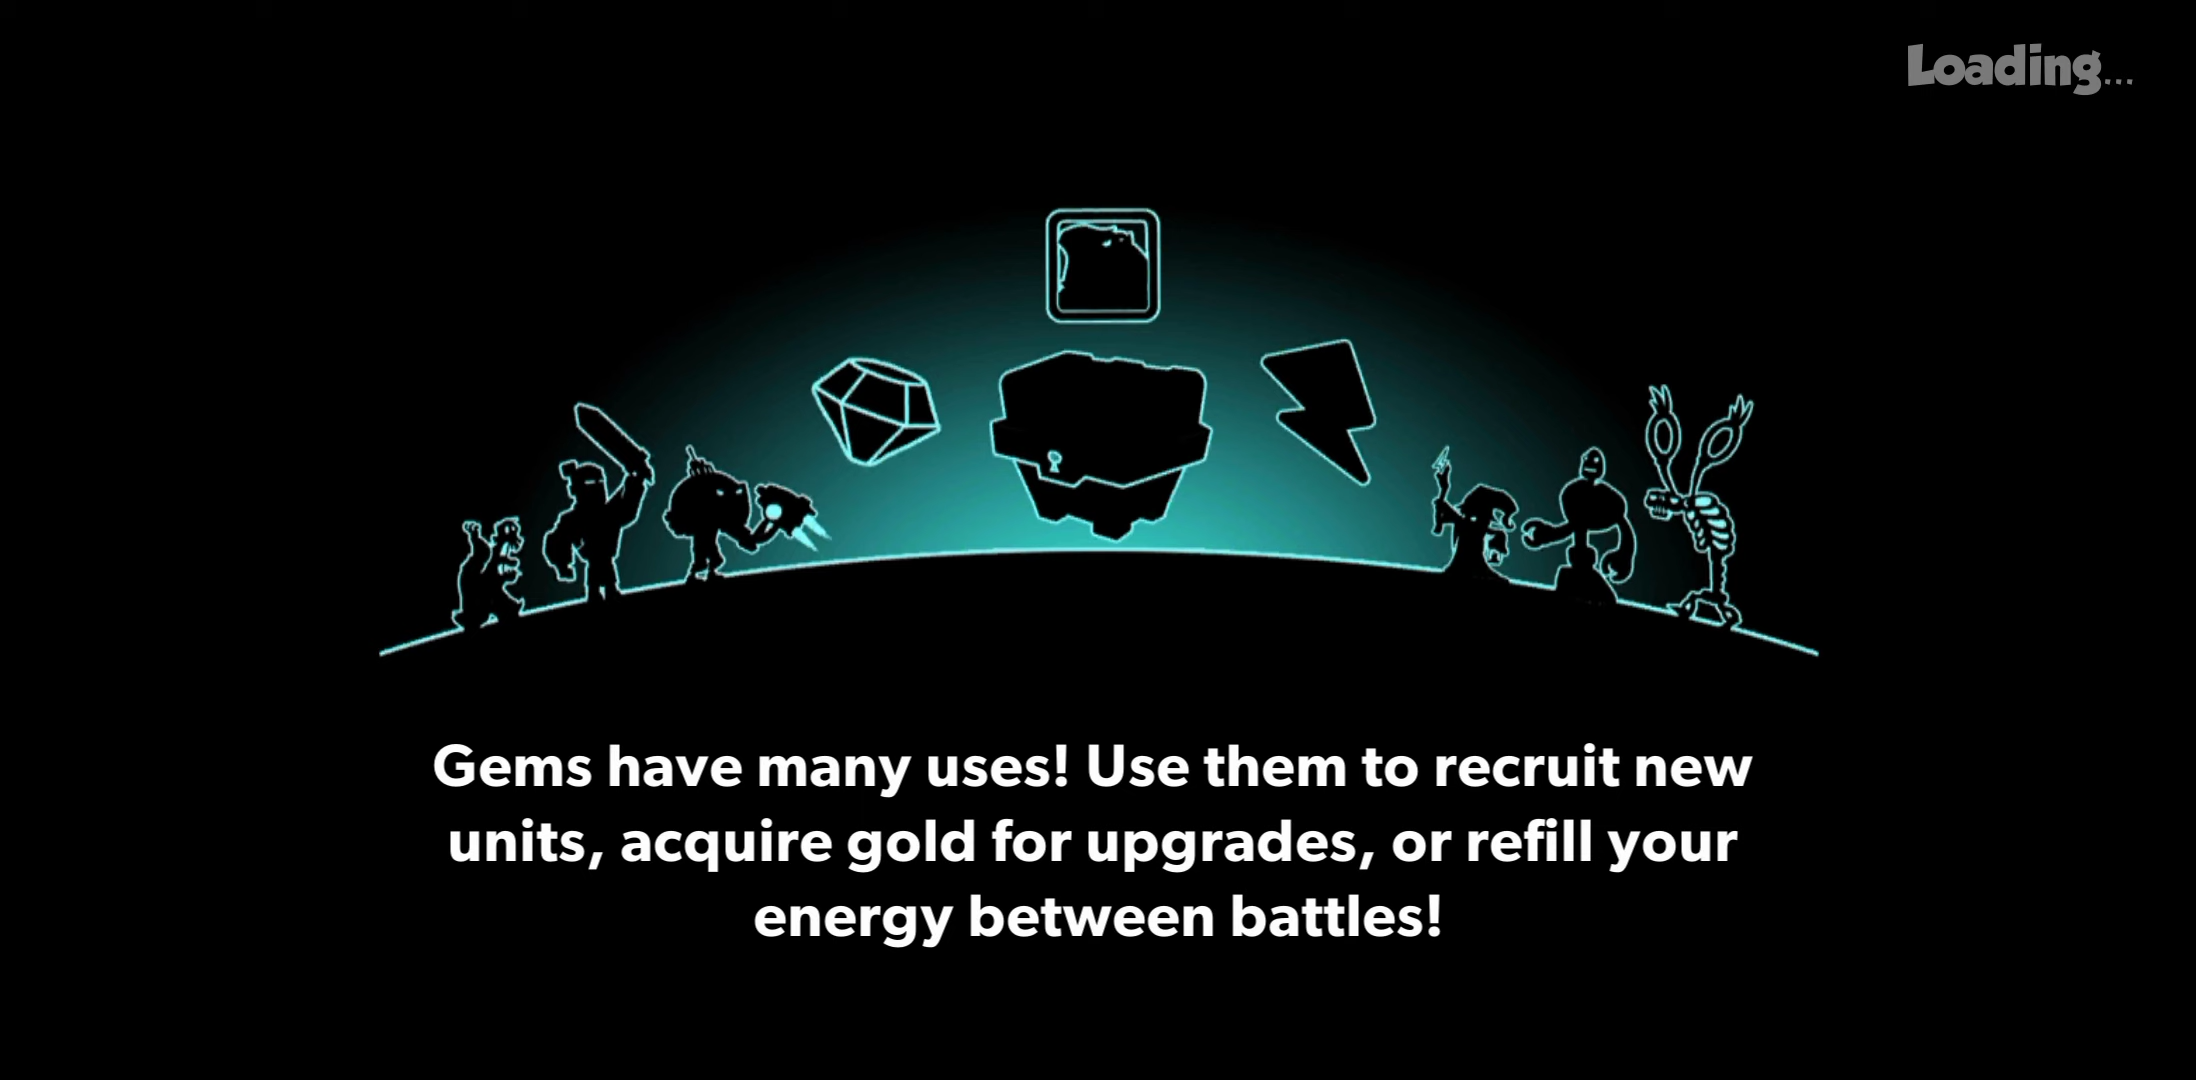 Loading...
Gems have many uses! Use them to recruit new
units, acquire gold for upgrades, or refill your
energy between battles!